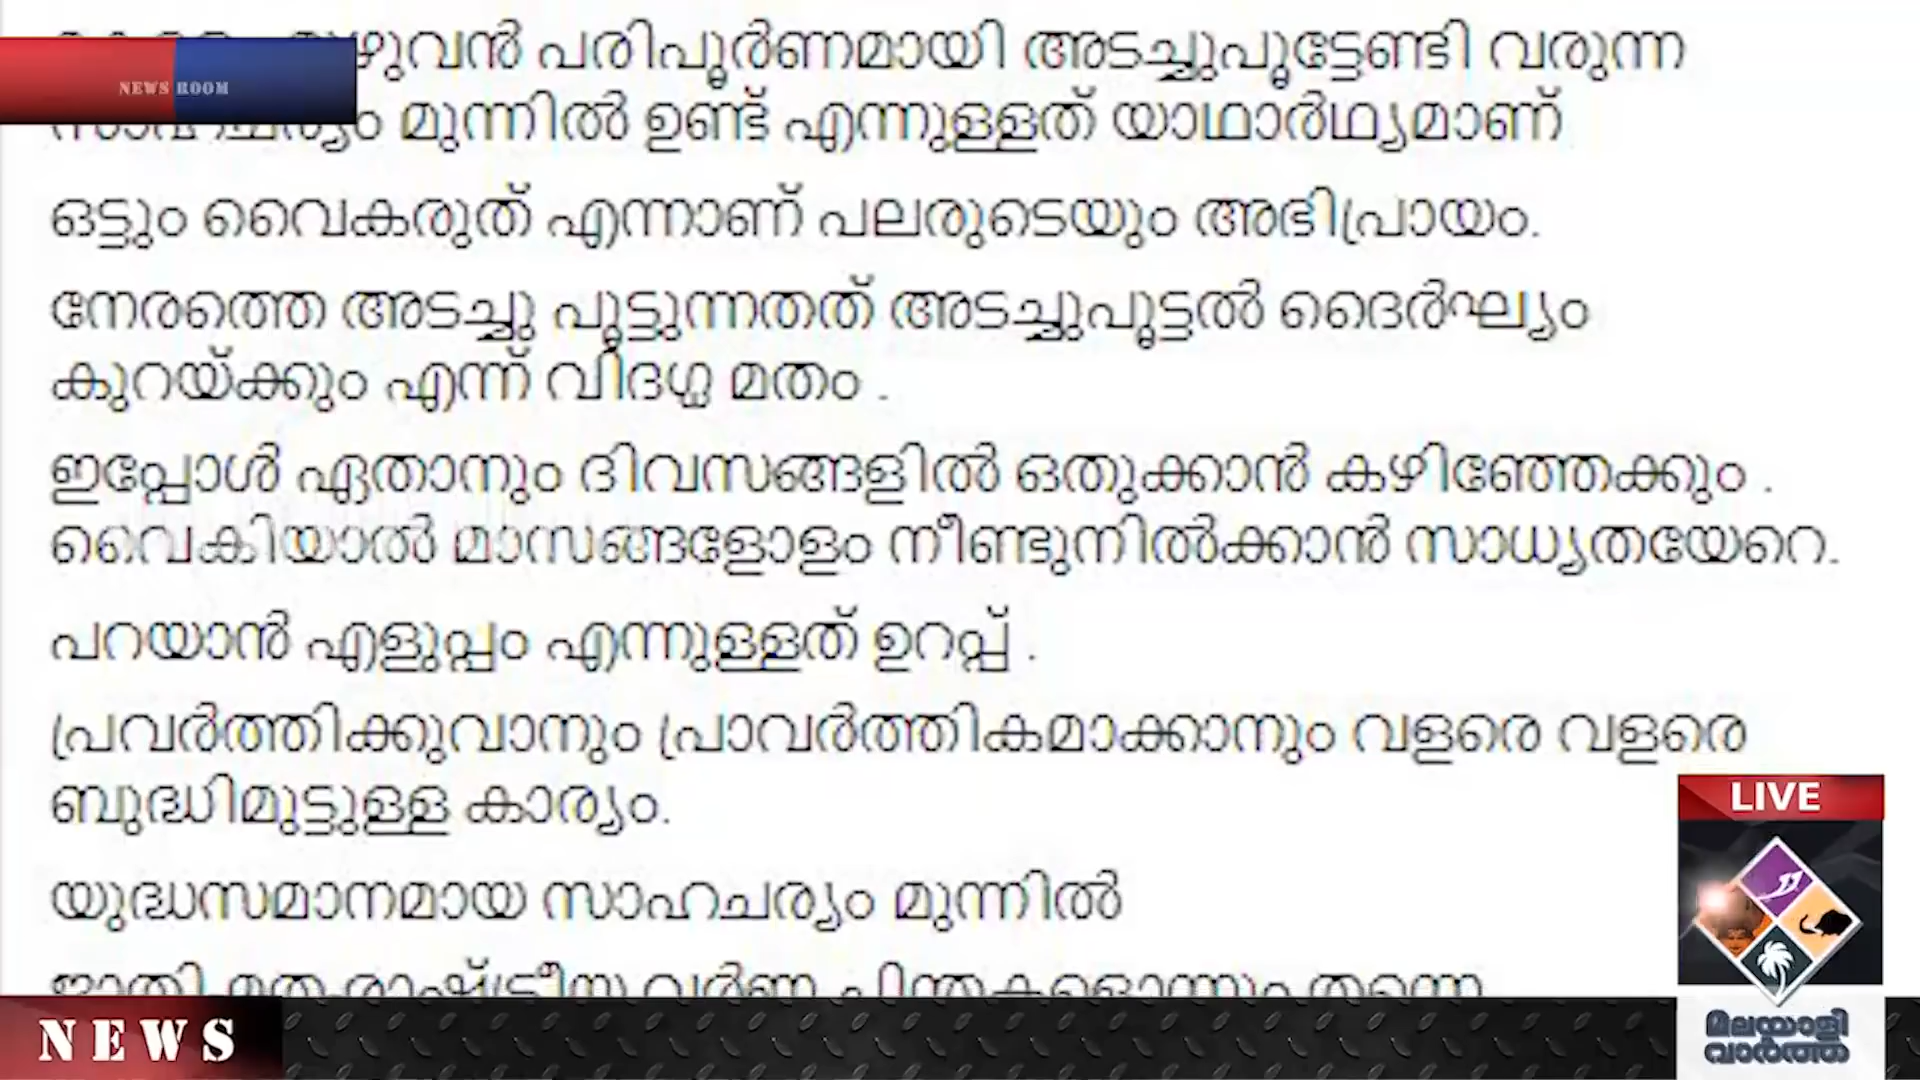 NEWS ROOM
പരിപൂർണമായി അടച്ചുപൂട്ടേണ്ടി വരുന്ന
മുന്നിൽ ഉണ്ട് എന്നുള്ളത് യാഥാർഥ്യമാണ്
ഒട്ടും വൈകരുത് എന്നാണ് പലരുടെയും അഭിപ്രായം.
നേരത്തെ അടച്ചു പൂട്ടുന്നതത് അടച്ചുപൂട്ടൽ ദൈർഘ്യം
കുറയ്ക്കും എന്ന് വിദഗ്ദ്ധ മതം .
ഇപ്പോൾ ഏതാനും ദിവസങ്ങളിൽ ഒതുക്കാൻ കഴിഞ്ഞേക്കും .
വൈകിയാൽ മാസങ്ങളോളം നീണ്ടുനിൽക്കാൻ സാധ്യതയേറെ.
പറയാൻ എളുപ്പം എന്നുള്ളത് ഉറപ്പ് .
പ്രവർത്തിക്കുവാനും പ്രാവർത്തികമാക്കാനും വളരെ വളരെ
ബുദ്ധിമുട്ടുള്ള കാര്യം.
യുദ്ധസമാനമായ സാഹചര്യം മുന്നിൽ
LIVE
NEWS
മലയാളി
വാർത്ത